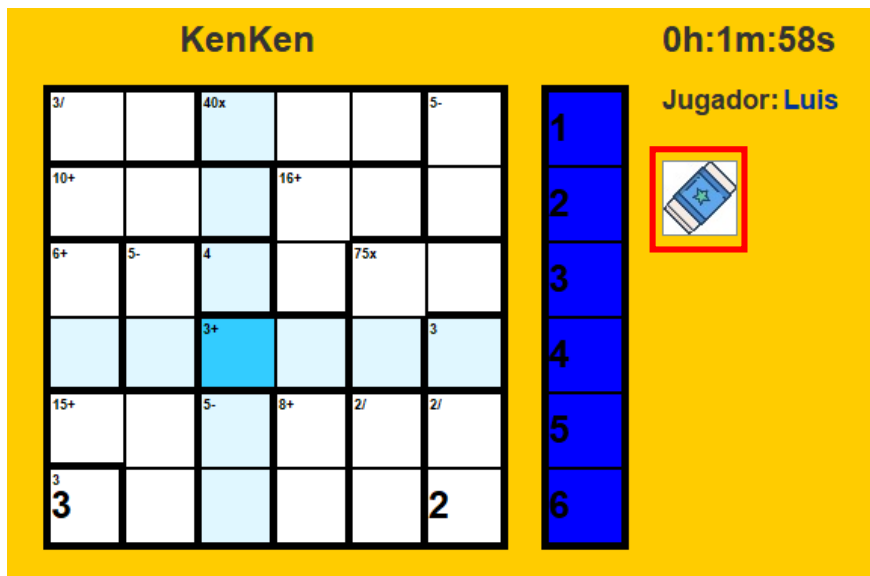 KenKen 0h:1m:58s
Jugador: Luis
3/ 40x 5-
1
10+ 16+
2
6+ 5- 4 75x
3
3+ 3
4
15+ 5- 8+ 2/ 2/
5
3
3 2
6